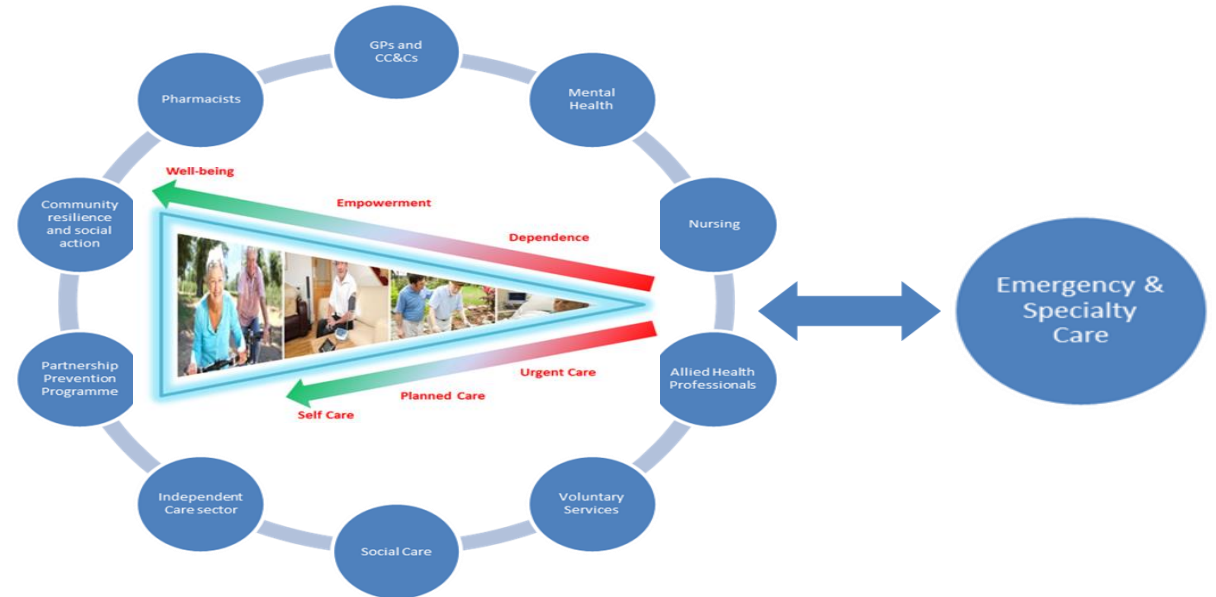 GPs and
CC&Cs
Mental
Health
Pharmacists
Well-being
Empowerment
Dependence
Community
resilience
and social
action
Nursing
Emergency &
Specialty
Care
Partnership
Prevention
Programme
Allied Health
Professionals
Urgent Care
Planned Care
Self Care
Independent
Care sector
Voluntary
Services
Social Care